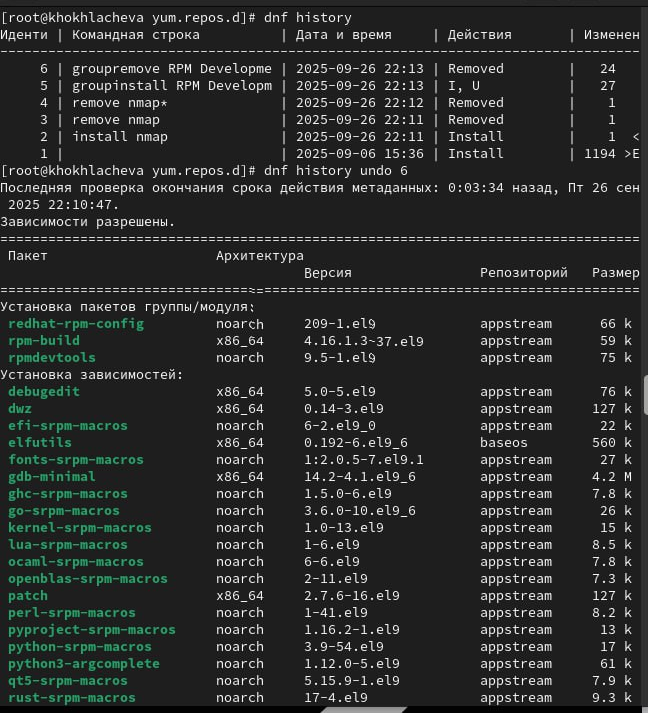 [root@khokhlacheva yum.repos.d]# dnf history
Иденти | Командная строка | Дата и время | Действия | Изменен
--------------------------------------------------------------------------------
6 | groupremove RPM Developme | 2025-09-26 22:13 | Removed | 24
5 | groupinstall RPM Developm | 2025-09-26 22:13 | I, U | 27
4 | remove nmap* | 2025-09-26 22:12 | Removed | 1
3 | remove nmap | 2025-09-26 22:11 | Removed | 1
2 | install nmap | 2025-09-26 22:11 | Install | 1 <
1 | | 2025-09-06 15:36 | Install | 1194 >E
[root@khokhlacheva yum.repos.d]# dnf history undo 6
Последняя проверка окончания срока действия метаданных: 0:03:34 назад, Пт 26 сен
2025 22:10:47.
Зависимости разрешены.
================================================================================
Пакет Архитектура
Версия Репозиторий Размер
================================================================================
Установка пакетов группы/модуля:
redhat-rpm-config noarch 209-1.el9 appstream 66 k
rpm-build x86_64 4.16.1.3-37.el9 appstream 59 k
rpmdevtools noarch 9.5-1.el9 appstream 75 k
Установка зависимостей:
debugedit x86_64 5.0-5.el9 appstream 76 k
dwz x86_64 0.14-3.el9 appstream 127 k
efi-srpm-macros noarch 6-2.el9_0 appstream 22 k
elfutils x86_64 0.192-6.el9_6 baseos 560 k
fonts-srpm-macros noarch 1:2.0.5-7.el9.1 appstream 27 k
gdb-minimal x86_64 14.2-4.1.el9_6 appstream 4.2 M
ghc-srpm-macros noarch 1.5.0-6.el9 appstream 7.8 k
go-srpm-macros noarch 3.6.0-10.el9_6 appstream 26 k
kernel-srpm-macros noarch 1.0-13.el9 appstream 15 k
lua-srpm-macros noarch 1-6.el9 appstream 8.5 k
ocaml-srpm-macros noarch 6-6.el9 appstream 7.8 k
openblas-srpm-macros noarch 2-11.el9 appstream 7.3 k
patch x86_64 2.7.6-16.el9 appstream 127 k
perl-srpm-macros noarch 1-41.el9 appstream 8.2 k
pyproject-srpm-macros noarch 1.16.2-1.el9 appstream 13 k
python-srpm-macros noarch 3.9-54.el9 appstream 17 k
python3-argcomplete noarch 1.12.0-5.el9 appstream 61 k
qt5-srpm-macros noarch 5.15.9-1.el9 appstream 7.9 k
rust-srpm-macros noarch 17-4.el9 appstream 9.3 k